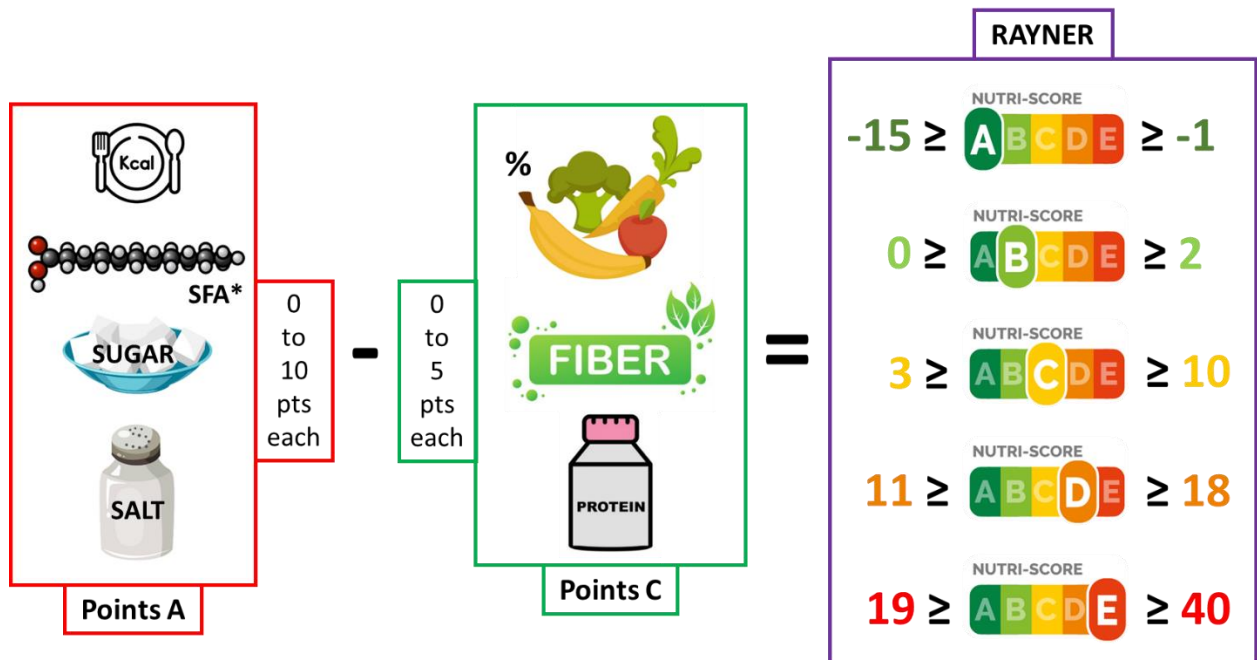 RAYNER
Kcal
SFA*
SUGAR
SALT
0
to
10
pts
each
Points A
-
0
to
5
pts
each
%
FIBER
PROTEIN
Points C
=
NUTRI-SCORE
-15 ≥ A B C D E ≥ -1
NUTRI-SCORE
0 ≥ A B C D E ≥ 2
NUTRI-SCORE
3 ≥ A B C D E ≥ 10
NUTRI-SCORE
11 ≥ A B C D E ≥ 18
NUTRI-SCORE
19 ≥ A B C D E ≥ 40